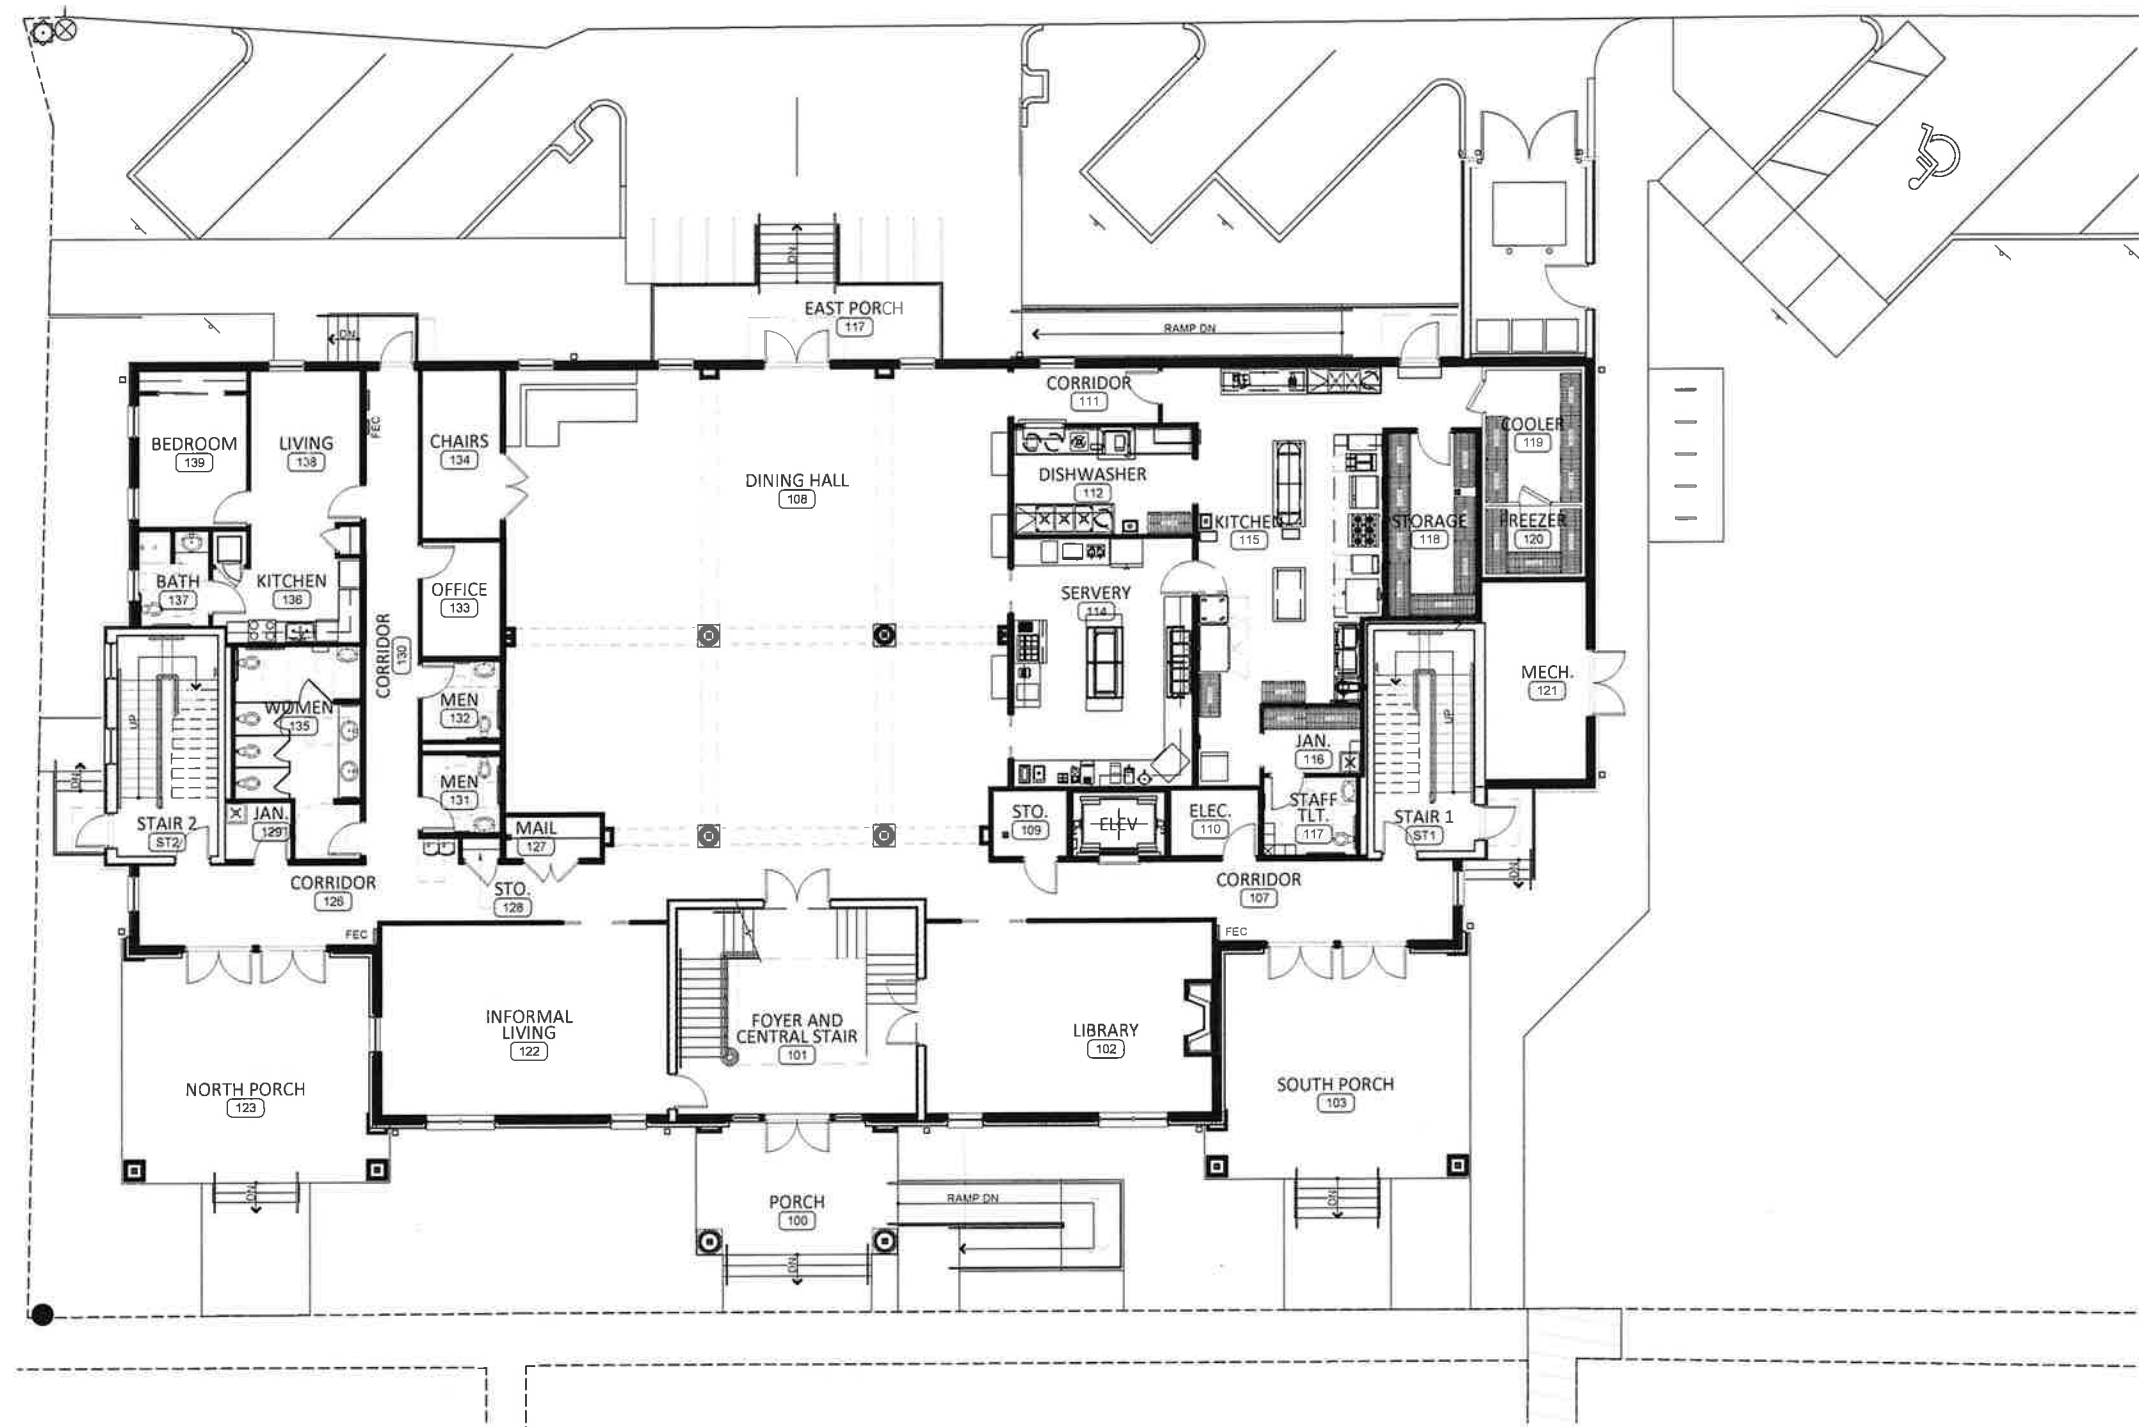 DN
EAST PORCH
117
RAMP DN
DN
CORRIDOR
111
COOLER
119
BEDROOM
139
LIVING
138
FEC
CHAIRS
134
DINING HALL
108
DISHWASHER
112
KITCHEN
115
STORAGE
118
FREEZER
120
BATH
137
KITCHEN
136
OFFICE
133
SERVERY
114
CORRIDOR
130
MECH.
121
WOMEN
135
MEN
132
UP
UP
JAN.
116
DN
MEN
131
STAFF
TLT.
117
STAIR 2
ST2
JAN.
129
MAIL
127
STO.
109
ELEV
ELEC.
110
STAIR 1
ST1
DN
CORRIDOR
126
STO.
128
CORRIDOR
107
FEC
FEC
INFORMAL
LIVING
122
FOYER AND
CENTRAL STAIR
101
LIBRARY
102
NORTH PORCH
123
SOUTH PORCH
103
DN
PORCH
100
RAMP DN
DN
DN